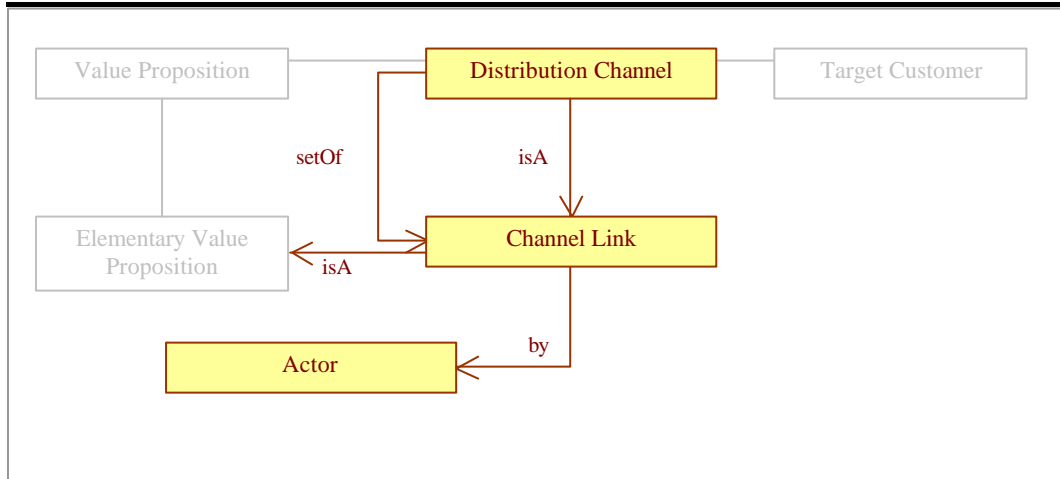 Value Proposition
Distribution Channel
Target Customer
setOf
isA
Elementary Value
Proposition
Channel Link
isA
by
Actor